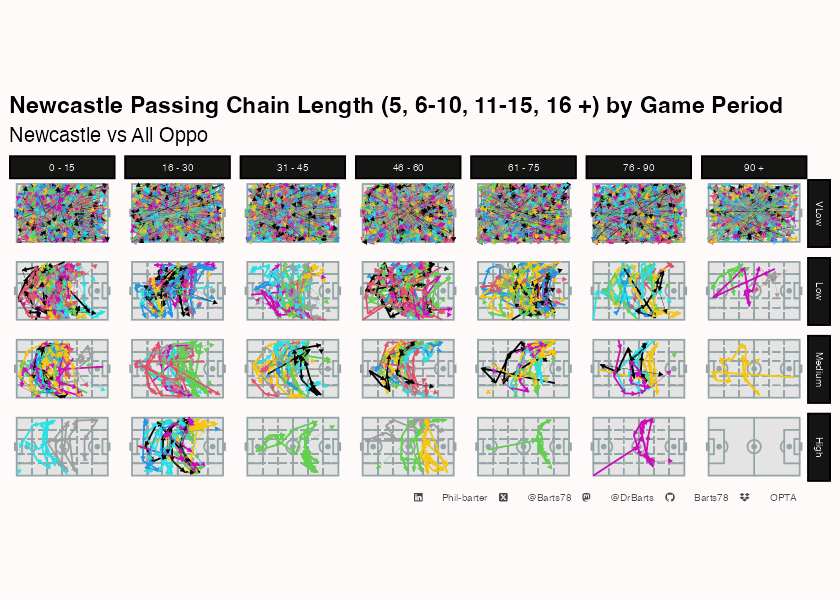 Newcastle Passing Chain Length (5, 6-10, 11-15, 16 +) by Game Period
Newcastle vs All Oppo
0 - 15 16 - 30 31 - 45 46 - 60 61 - 75 76 - 90 90 +
VLow
Low
Medium
High
Phil-barter @Barts78 @DrBarts Barts78 OPTA